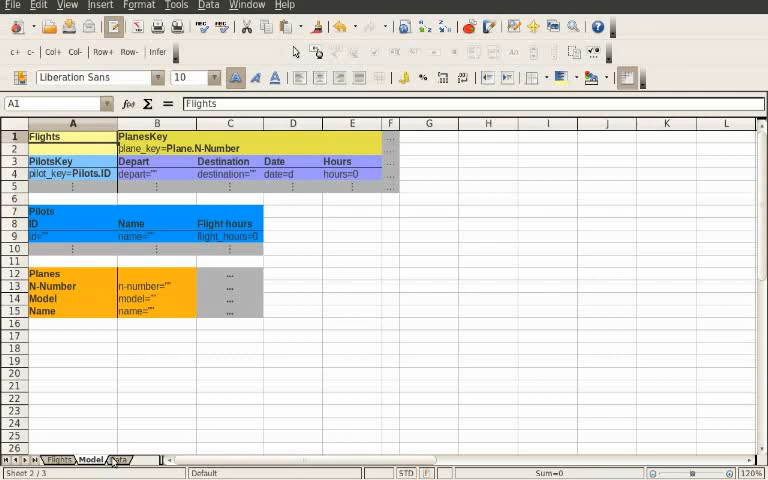 File Edit View Insert Format Tools Data Window Help
c+ c- Col+ Col- Row+ Row- Infer
Liberation Sans 10
A1 Flights
A B C D E F G H I J K L
1 Flights PlanesKey ...
2 plane_key=Plane.N-Number ...
3 PilotsKey Depart Destination Date Hours ...
4 pilot_key=Pilots.ID depart="" destination="" date=d hours=0 ...
5 ⋮ ⋮ ⋮ ⋮ ⋮ ...
6
7 Pilots
8 ID Name Flight hours
9 id="" name="" flight_hours=0
10 ⋮ ⋮ ⋮
11
12 Planes ...
13 N-Number n-number="" ...
14 Model model="" ...
15 Name name="" ...
16
17
18
19
20
21
22
23
24
25
26
Flights Model Data
Sheet 2 / 3 Default STD Sum=0 120%